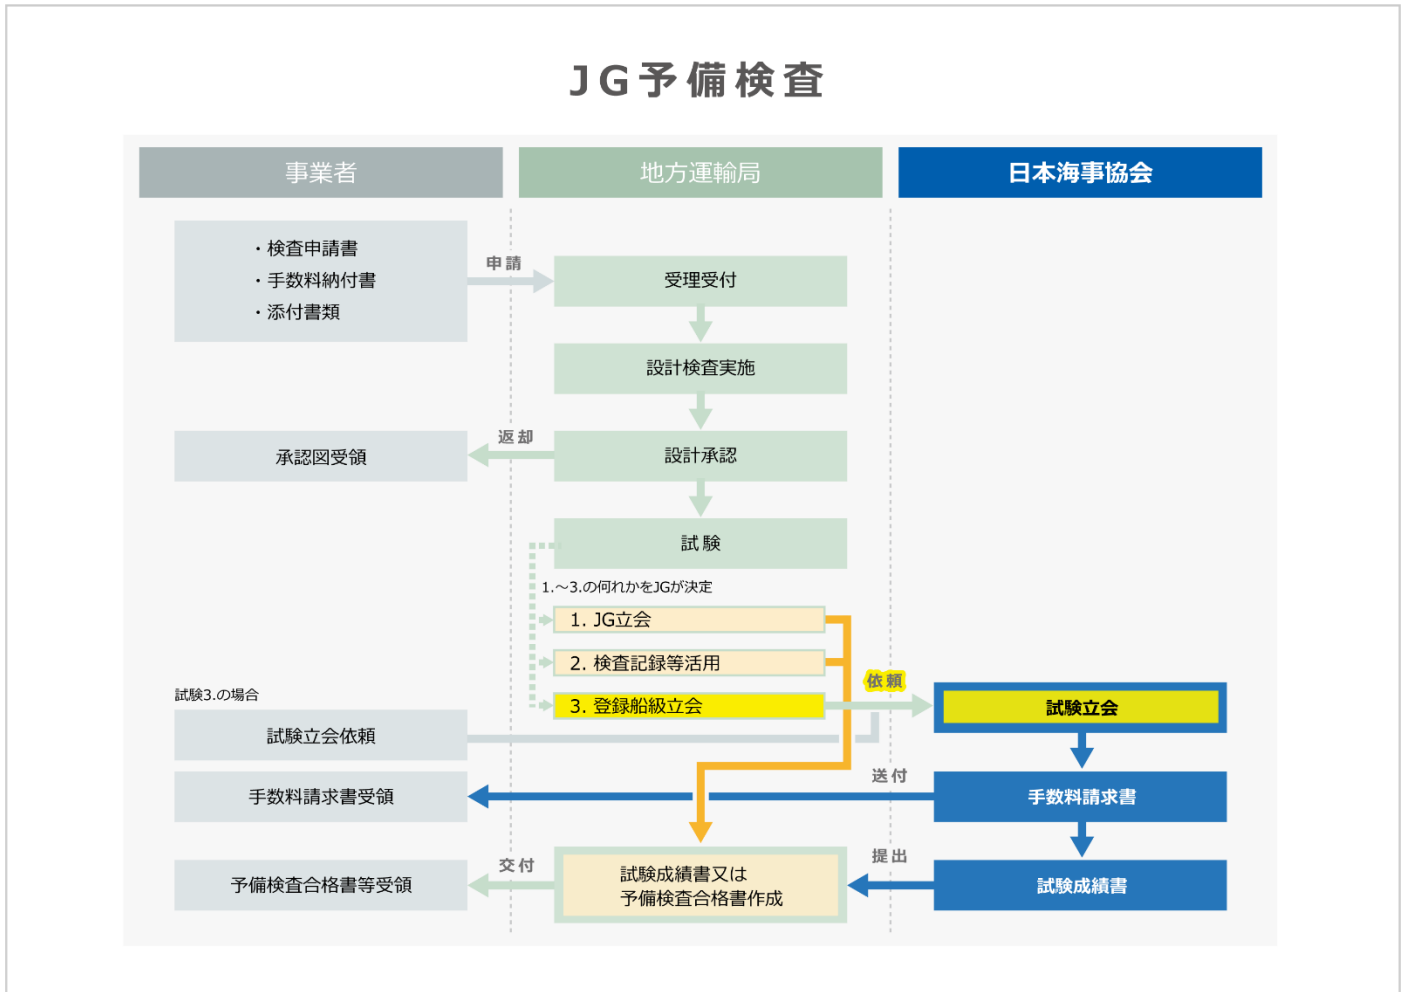 JG予備検査
事業者
地方運輸局
日本海事協会
・検査申請書
・手数料納付書
・添付書類
申請
受理受付
設計検査実施
返却
承認図受領
設計承認
試験
1.～3.の何れかをJGが決定
1. JG立会
2. 検査記録等活用
3. 登録船級立会
依頼
試験立会
試験3.の場合
試験立会依頼
送付
手数料請求書受領
手数料請求書
交付
提出
予備検査合格書等受領
試験成績書又は
予備検査合格書作成
試験成績書